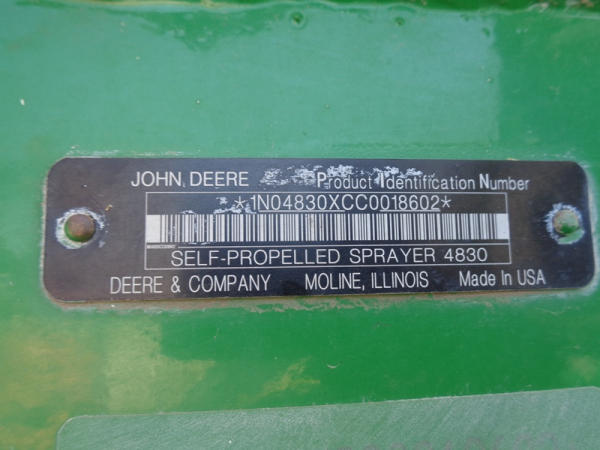 JOHN DEERE Product Identification Number
*1N04830XCC0018602*
SELF-PROPELLED SPRAYER 4830
DEERE & COMPANY MOLINE, ILLINOIS Made In USA